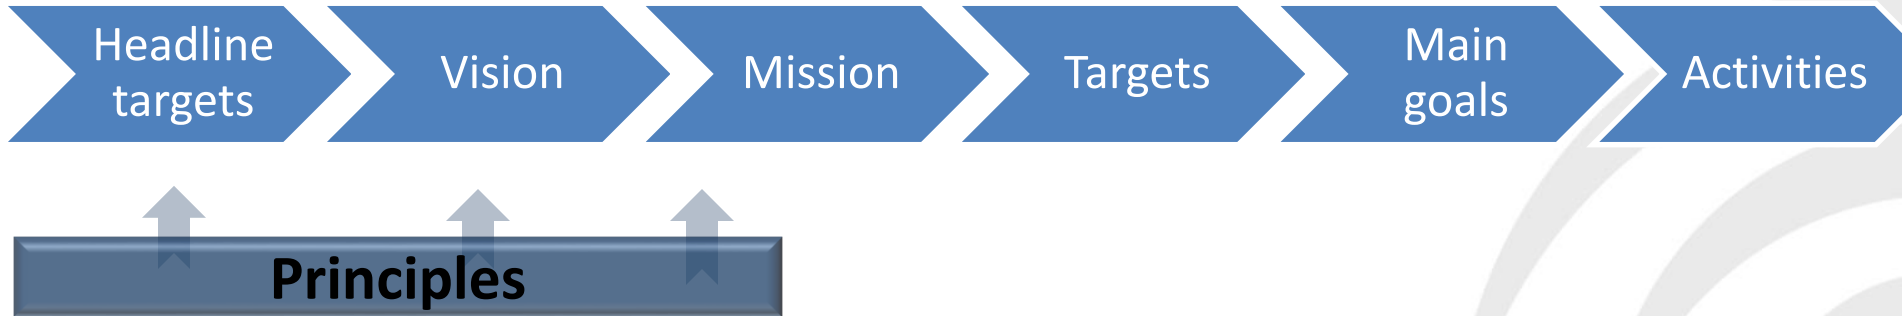 Headline
targets
Vision
Mission
Targets
Main
goals
Activities
Principles